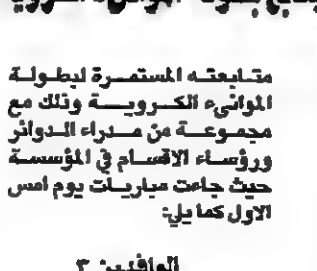 متابعته المستمرة لبطولة
الموانىء الكروية وذلك مع
مجموعة من مدراء الدوائر
ورؤساء الاقسام في المؤسسة
حيث جاءت مباريات يوم امس
الاول كما يلي: